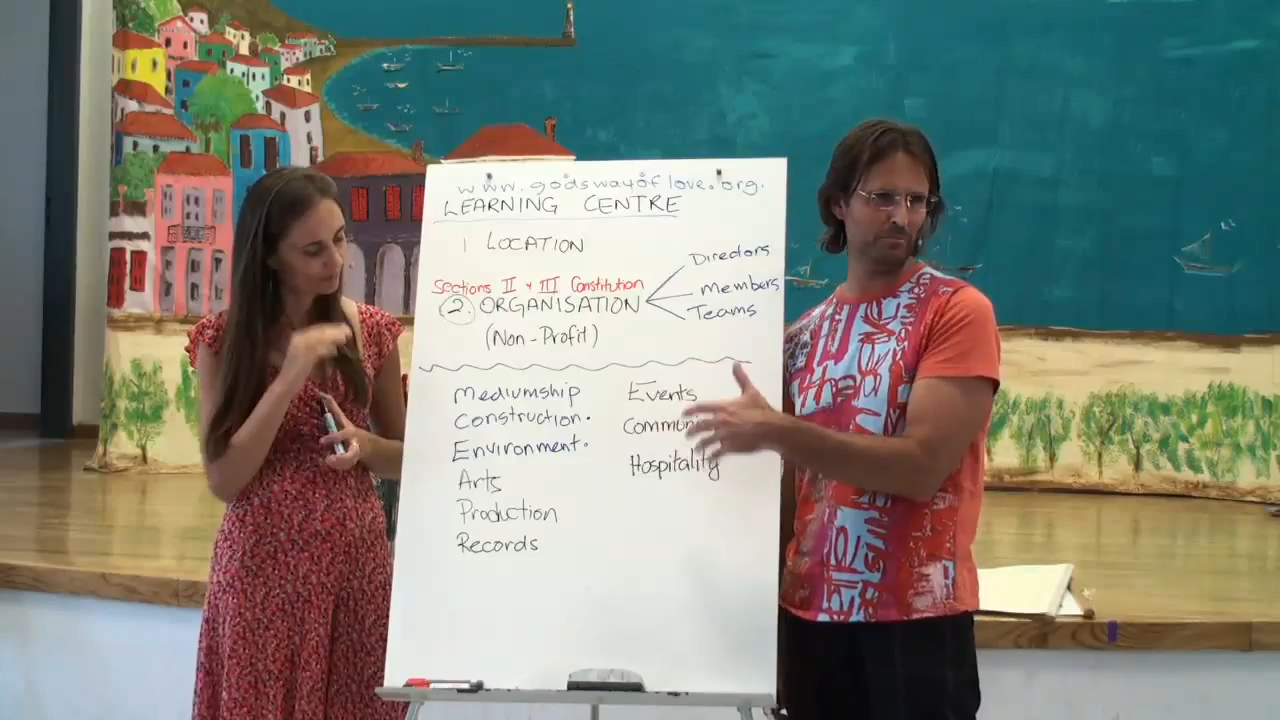 www.godswayoflove.org.
LEARNING CENTRE
1 LOCATION
Sections II + III Constitution
2. ORGANISATION
(Non-Profit)
Directors
members
Teams
Mediumship
Construction.
Environment.
Arts
Production
Records
Events
Hospitality